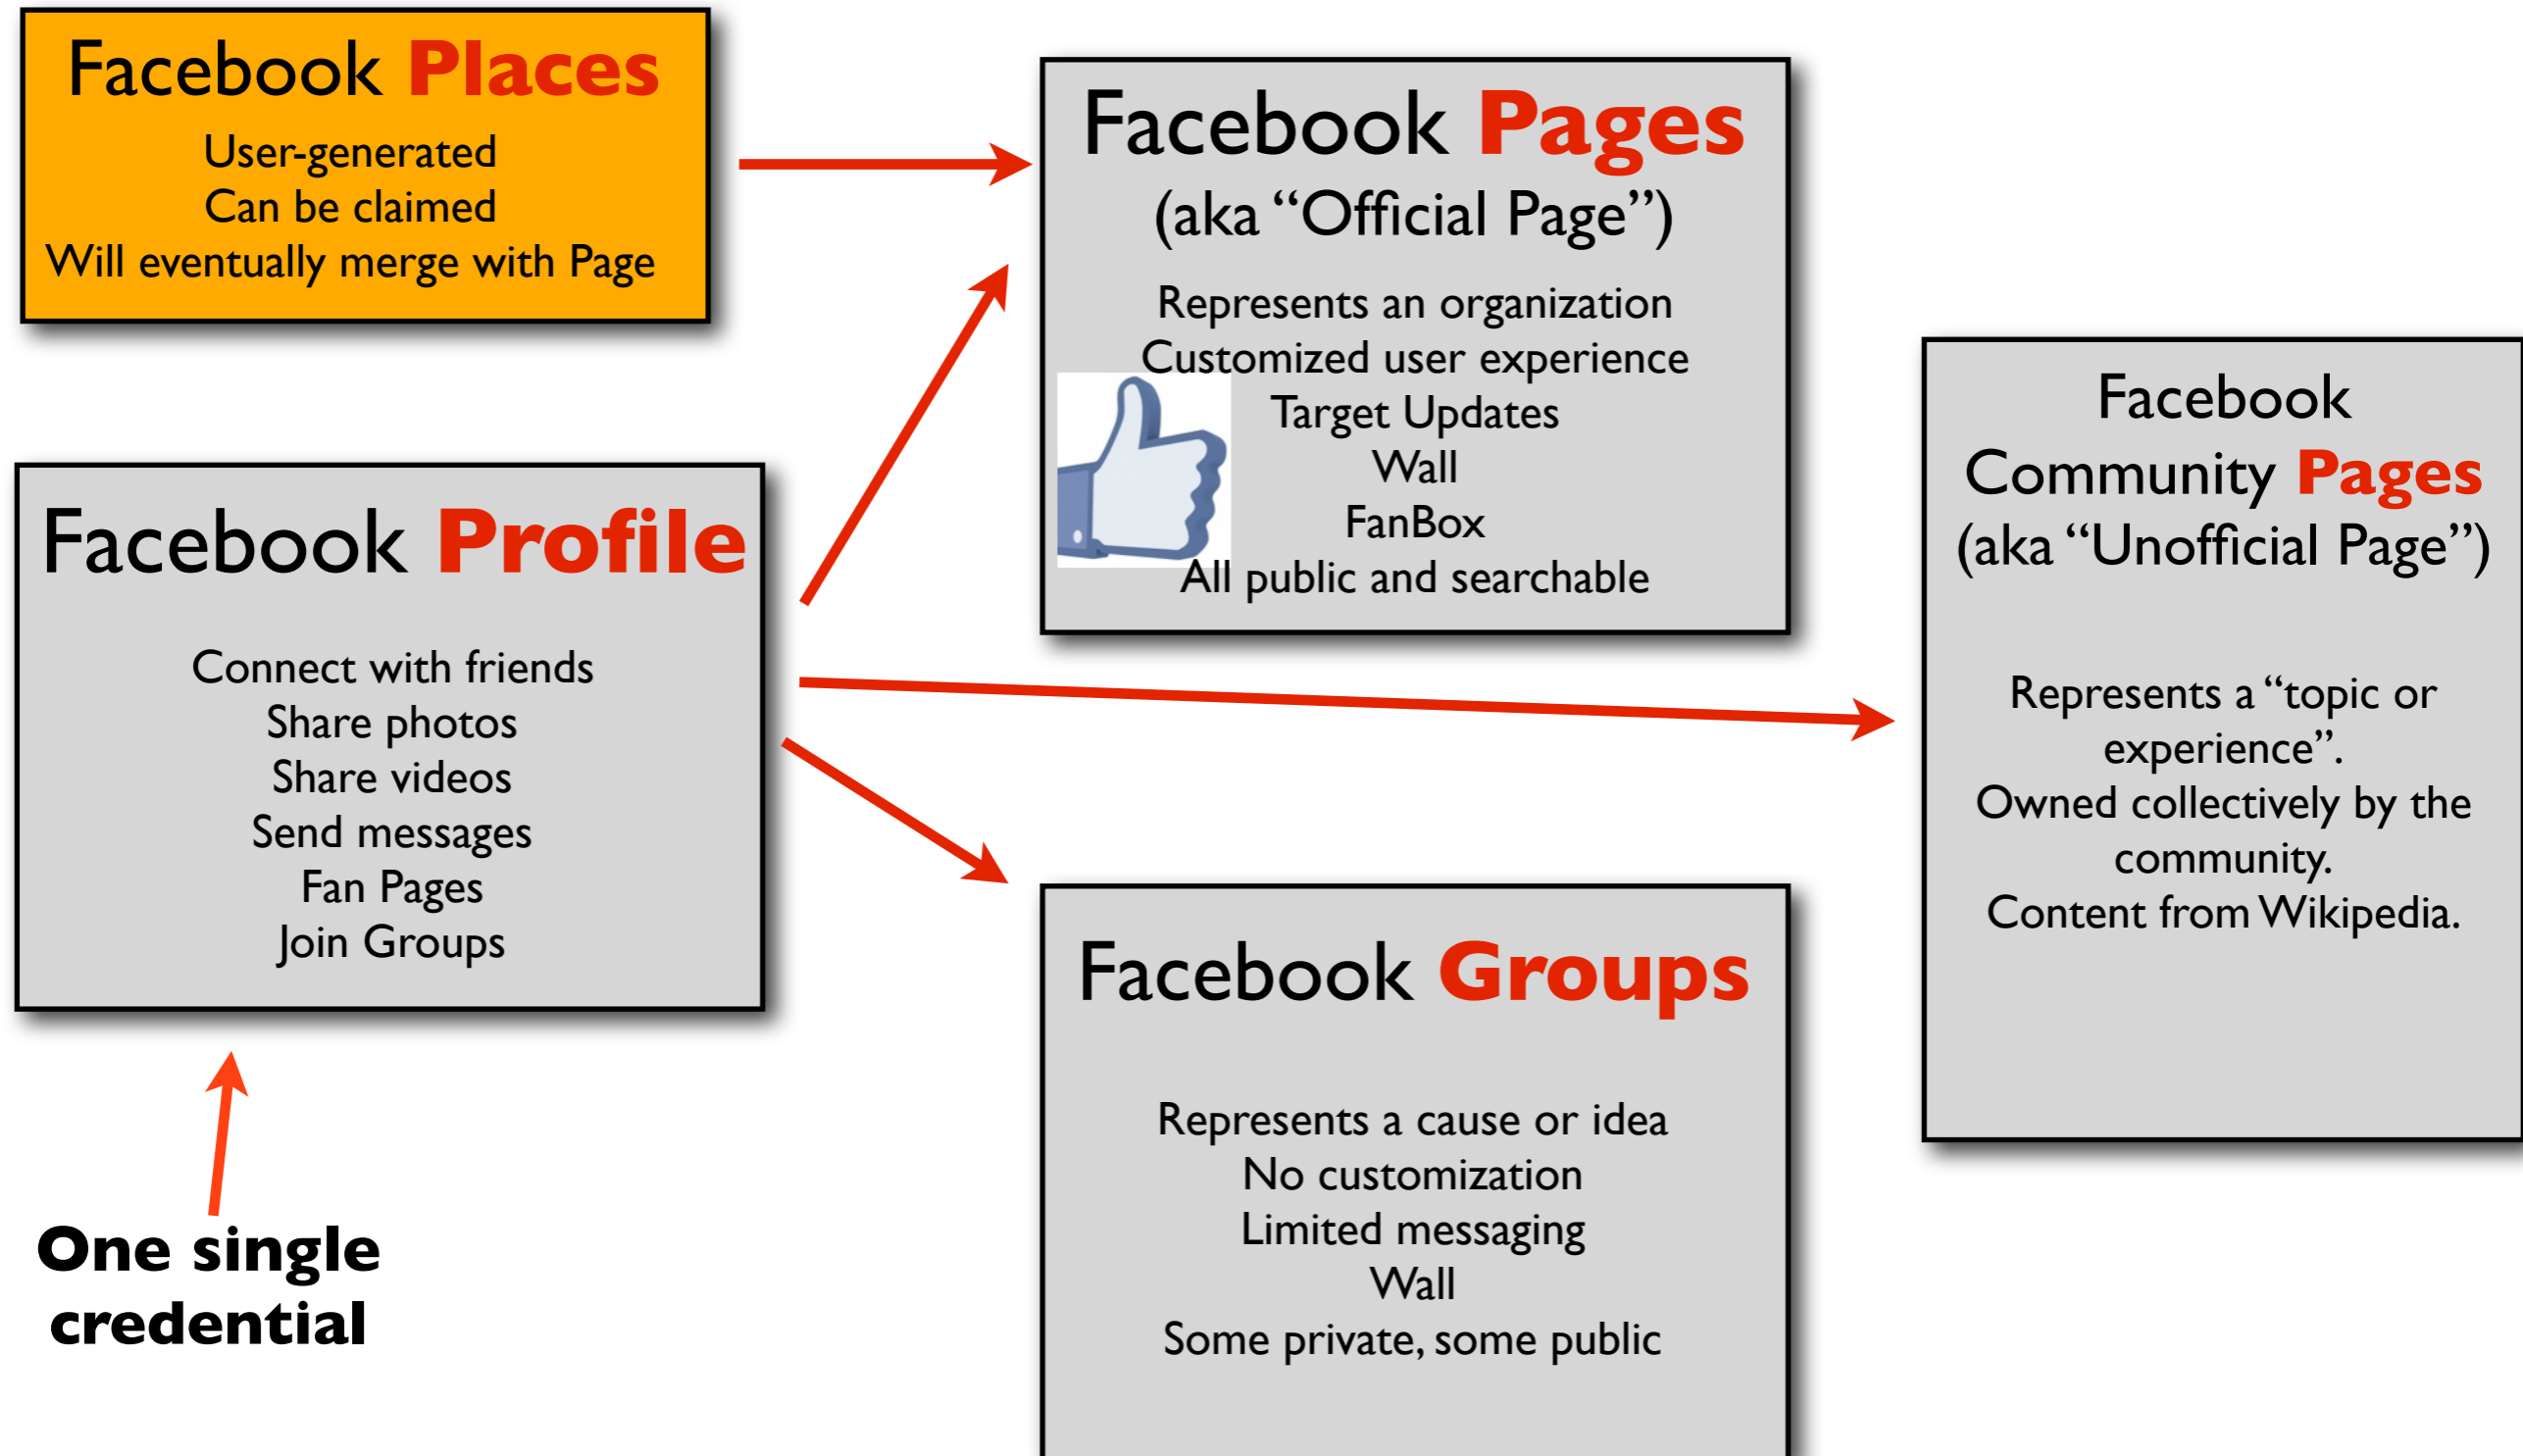 Facebook Places
User-generated
Can be claimed
Will eventually merge with Page
Facebook Profile
Connect with friends
Share photos
Share videos
Send messages
Fan Pages
Join Groups
One single
credential
Facebook Pages
(aka “Official Page”)
Represents an organization
Customized user experience
Target Updates
Wall
FanBox
All public and searchable
Facebook Groups
Represents a cause or idea
No customization
Limited messaging
Wall
Some private, some public
Facebook
Community Pages
(aka “Unofficial Page”)
Represents a “topic or
experience”.
Owned collectively by the
community.
Content from Wikipedia.